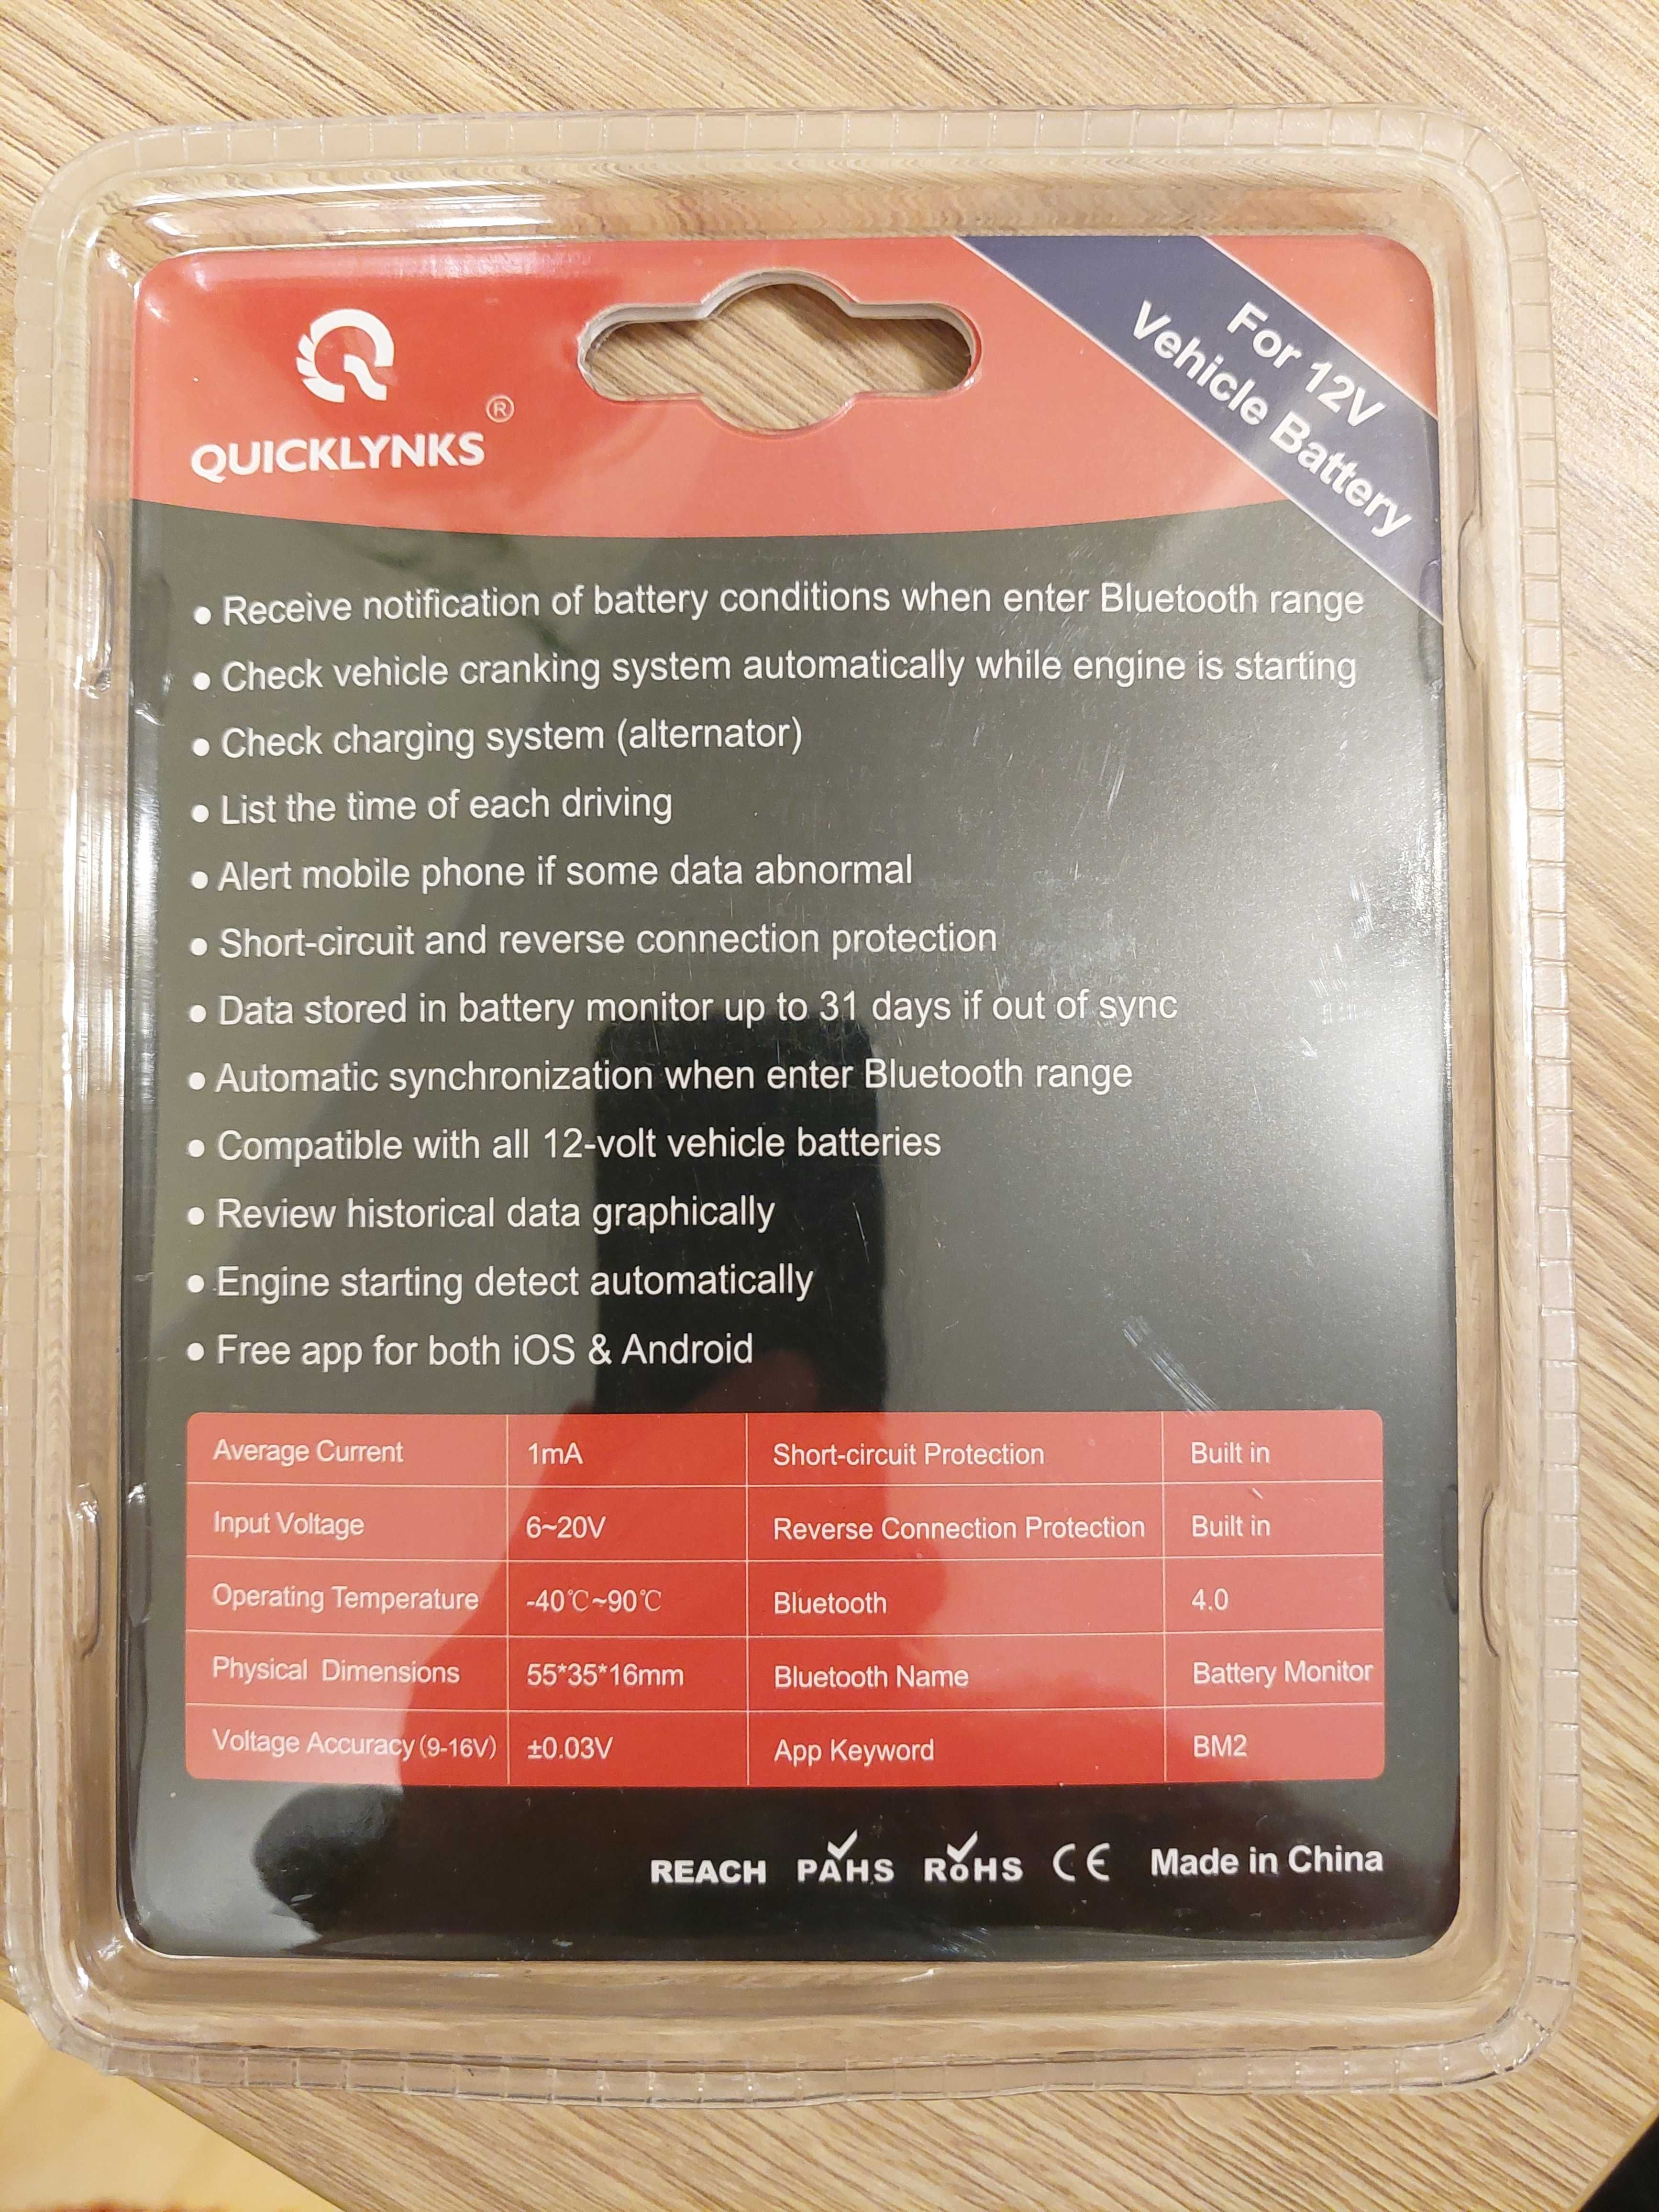 QUICKLYNKS ®
For 12V
Vehicle Battery
● Receive notification of battery conditions when enter Bluetooth range
● Check vehicle cranking system automatically while engine is starting
● Check charging system (alternator)
● List the time of each driving
● Alert mobile phone if some data abnormal
● Short-circuit and reverse connection protection
● Data stored in battery monitor up to 31 days if out of sync
● Automatic synchronization when enter Bluetooth range
● Compatible with all 12-volt vehicle batteries
● Review historical data graphically
● Engine starting detect automatically
● Free app for both iOS & Android
Average Current 1mA Short-circuit Protection Built in
Input Voltage 6~20V Reverse Connection Protection Built in
Operating Temperature -40℃~90℃ Bluetooth 4.0
Physical Dimensions 55*35*16mm Bluetooth Name Battery Monitor
Voltage Accuracy (9-16V) ±0.03V App Keyword BM2
REACH PAHS RoHS CE Made in China